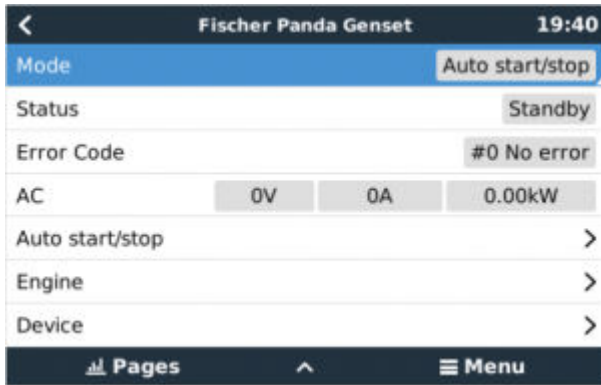 Fischer Panda Genset 19:40
Mode Auto start/stop
Status Standby
Error Code #0 No error
AC 0V 0A 0.00kW
Auto start/stop
Engine
Device
Pages Menu